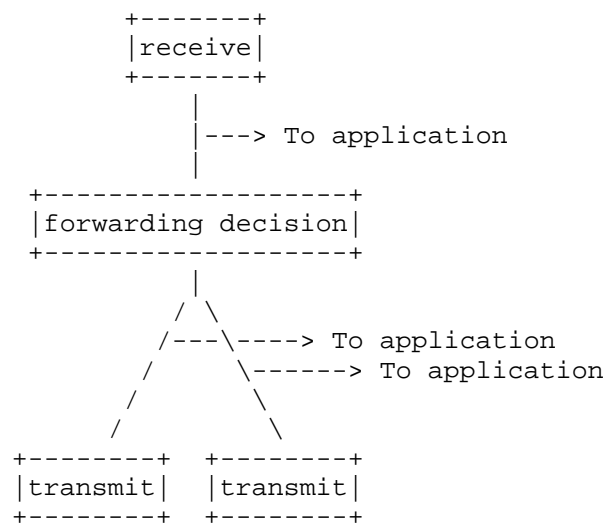 receive
To application
forwarding decision
To application
To application
transmit transmit